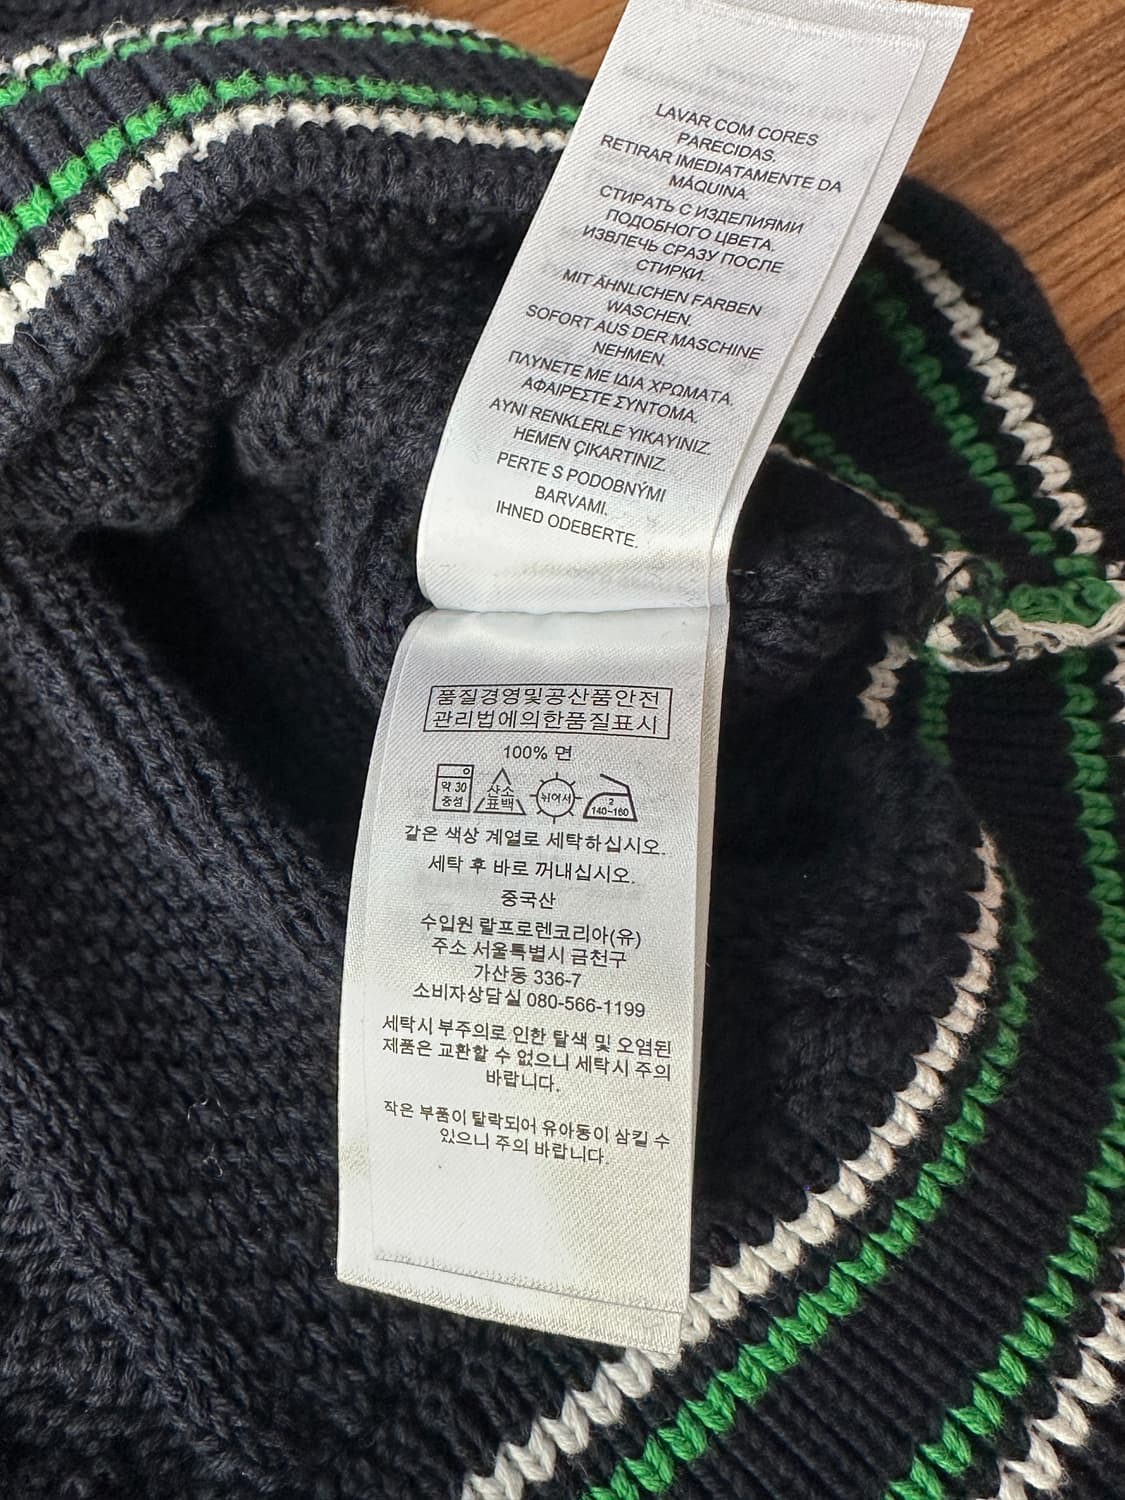 LAVAR COM CORES
PARECIDAS.
RETIRAR IMEDIATAMENTE DA
MÁQUINA.
СТИРАТЬ С ИЗДЕЛИЯМИ
ПОДОБНОГО ЦВЕТА.
ИЗВЛЕЧЬ СРАЗУ ПОСЛЕ
СТИРКИ.
MIT ÄHNLICHEN FARBEN
WASCHEN.
SOFORT AUS DER MASCHINE
NEHMEN.
ΠΛΥΝΕΤΕ ΜΕ ΙΔΙΑ ΧΡΩΜΑΤΑ.
ΑΦΑΙΡΕΣΤΕ ΣΥΝΤΟΜΑ.
AYNI RENKLERLE YIKAYINIZ.
HEMEN ÇIKARTINIZ.
PERTE S PODOBNÝMI
BARVAMI.
IHNED ODEBERTE.
품질경영및공산품안전
관리법에의한품질표시
100% 면
약 30 중성 산소 표백 뉘어서 2 140~160
같은 색상 계열로 세탁하십시오.
세탁 후 바로 꺼내십시오.
중국산
수입원 랄프로렌코리아(유)
주소 서울특별시 금천구
가산동 336-7
소비자상담실 080-566-1199
세탁시 부주의로 인한 탈색 및 오염된
제품은 교환할 수 없으니 세탁시 주의
바랍니다.
작은 부품이 탈락되어 유아동이 삼킬 수
있으니 주의 바랍니다.